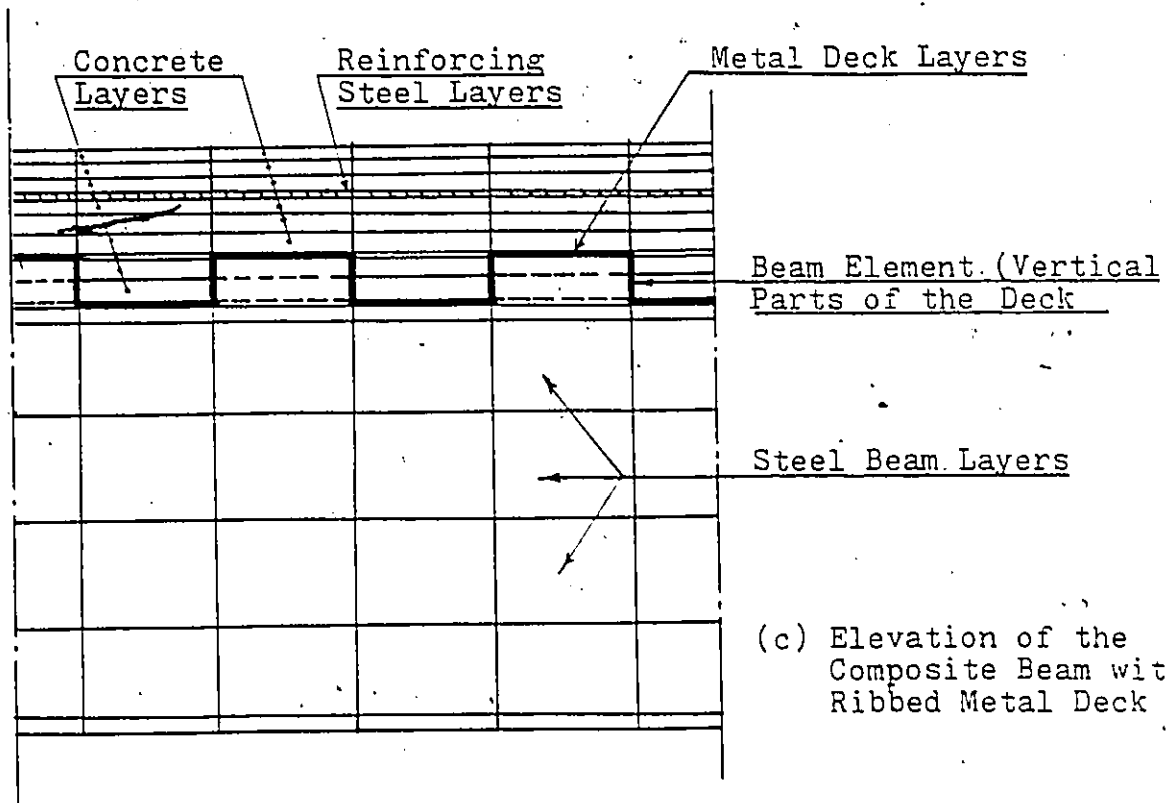 Concrete
Layers
Reinforcing
Steel Layers
Metal Deck Layers
Beam Element (Vertical
Parts of the Deck
Steel Beam Layers
(c) Elevation of the
Composite Beam wit
Ribbed Metal Deck